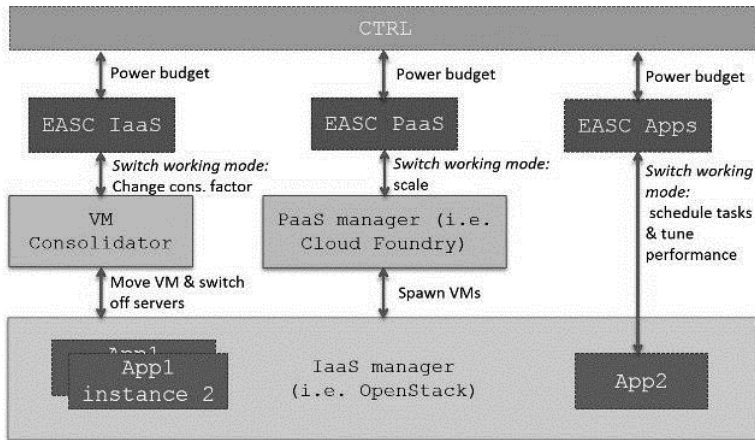 CTRL
Power budget
Power budget
Power budget
EASC IaaS
EASC PaaS
EASC Apps
Switch working mode:
Change cons. factor
Switch working mode:
scale
Switch working
mode:
schedule tasks
& tune
performance
VM
Consolidator
PaaS manager (i.e.
Cloud Foundry)
Move VM & switch
off servers
Spawn VMs
App1
App1
instance 2
IaaS manager
(i.e. OpenStack)
App2